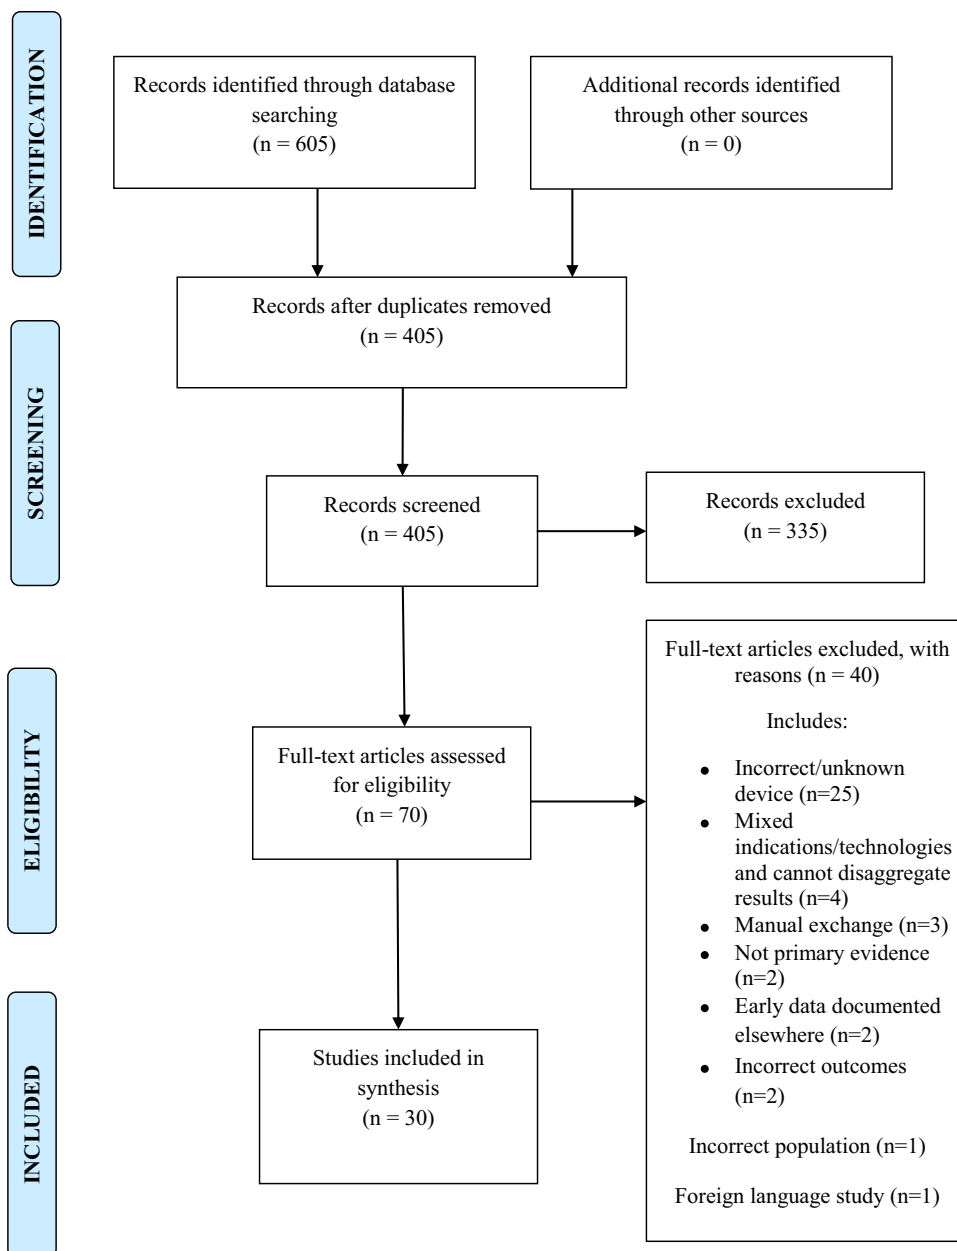 IDENTIFICATION
Records identified through database
searching
(n = 605)
Additional records identified
through other sources
(n = 0)
Records after duplicates removed
(n = 405)
SCREENING
Records screened
(n = 405)
Records excluded
(n = 335)
ELIGIBILITY
Full-text articles assessed
for eligibility
(n = 70)
Full-text articles excluded, with
reasons (n = 40)
Includes:
● Incorrect/unknown
device (n=25)
● Mixed
indications/technologies
and cannot disaggregate
results (n=4)
● Manual exchange (n=3)
● Not primary evidence
(n=2)
● Early data documented
elsewhere (n=2)
● Incorrect outcomes
(n=2)
Incorrect population (n=1)
Foreign language study (n=1)
INCLUDED
Studies included in
synthesis
(n = 30)